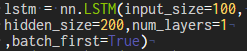 lstm = nn.LSTM(input_size=100,
hidden_size=200,num_layers=1
,batch_first=True)